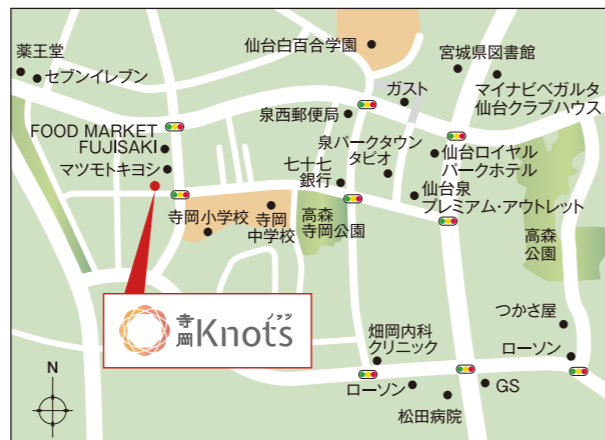 薬王堂
セブンイレブン
仙台白百合学園
宮城県図書館
マイナビベガルタ
仙台クラブハウス
ガスト
泉西郵便局
FOOD MARKET
FUJISAKI
マツモトキヨシ
泉パークタウン
タピオ
七十七
銀行
仙台ロイヤル
パークホテル
仙台泉
プレミアム・アウトレット
寺岡小学校
寺岡
中学校
高森
寺岡公園
高森
公園
寺岡Knots
ノッツ
つかさ屋
畑岡内科
クリニック
ローソン
ローソン
GS
松田病院
N